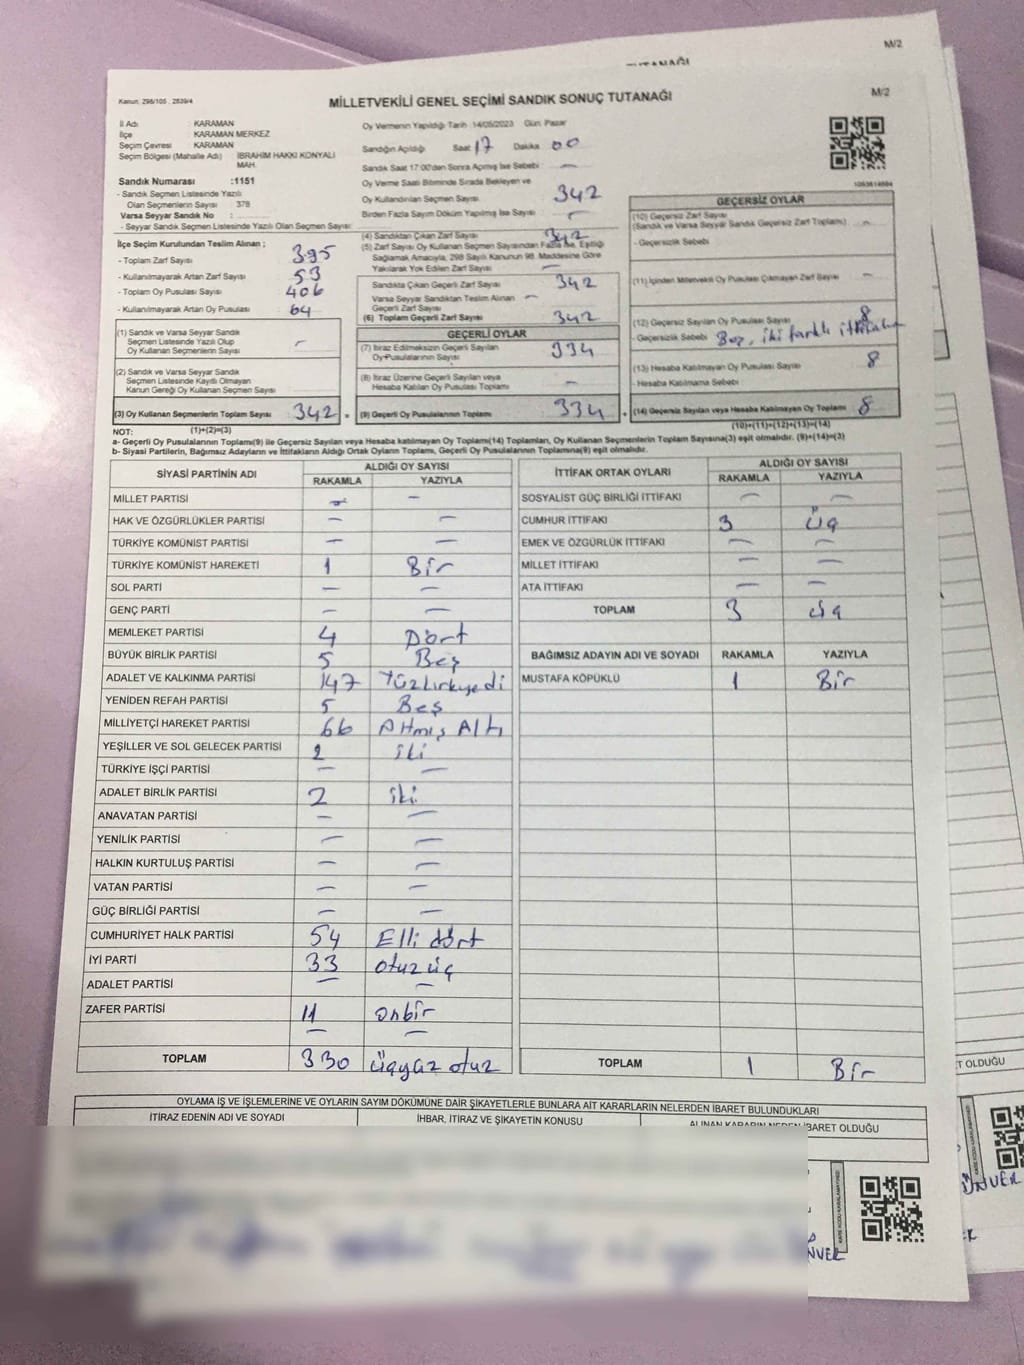 M/2
TUTANAĞI
Kanun: 298/105 , 2839/4
MİLLETVEKİLİ GENEL SEÇİMİ SANDIK SONUÇ TUTANAĞI
M/2
İl Adı : KARAMAN
İlçe : KARAMAN MERKEZ
Seçim Çevresi : KARAMAN
Seçim Bölgesi (Mahalle Adı) : İBRAHİM HAKKI KONYALI MAH.
Sandık Numarası :1151
- Sandık Seçmen Listesinde Yazılı
Olan Seçmenlerin Sayısı : 378
Varsa Seyyar Sandık No :
- Seyyar Sandık Seçmen Listesinde Yazılı Olan Seçmen Sayısı:
İlçe Seçim Kurulundan Teslim Alınan ;
- Toplam Zarf Sayısı 395
- Kullanılmayarak Artan Zarf Sayısı 53
- Toplam Oy Pusulası Sayısı 406
- Kullanılmayarak Artan Oy Pusulası 64
(1) Sandık ve Varsa Seyyar Sandık
Seçmen Listesinde Yazılı Olup
Oy Kullanan Seçmenlerin Sayısı –
(2) Sandık ve Varsa Seyyar Sandık
Seçmen Listesinde Kayıtlı Olmayan
Kanun Gereği Oy Kullanan Seçmen Sayısı
(3) Oy Kullanan Seçmenlerin Toplam Sayısı 342 =
(1)+(2)=(3)
Oy Vermenin Yapıldığı Tarih : 14/05/2023 Gün: Pazar
Sandığın Açıldığı Saat 17 Dakika 00
Sandık Saat 17:00'den Sonra Açılmış İse Sebebi : –
Oy Verme Saati Bitiminde Sırada Bekleyen ve
Oy Kullandırılan Seçmen Sayısı 342
Birden Fazla Sayım Döküm Yapılmış İse Sayısı –
(4) Sandıktan Çıkan Zarf Sayısı 342
(5) Zarf Sayısı Oy Kullanan Seçmen Sayısından Fazla ise, Eşitliği
Sağlamak Amacıyla, 298 Sayılı Kanunun 98. Maddesine Göre
Yakılarak Yok Edilen Zarf Sayısı –
Sandıkta Çıkan Geçerli Zarf Sayısı 342
Varsa Seyyar Sandıktan Teslim Alınan –
Geçerli Zarf Sayısı
(6) Toplam Geçerli Zarf Sayısı 342
GEÇERLİ OYLAR
(7) İtiraz Edilmeksizin Geçerli Sayılan
Oy Pusulalarının Sayısı 334
(8) İtiraz Üzerine Geçerli Sayılan veya
Hesaba Katılan Oy Pusulası Toplamı –
(9) Geçerli Oy Pusulalarının Toplamı 334 +
GEÇERSİZ OYLAR
(10) Geçersiz Zarf Sayısı
(Sandık ve Varsa Seyyar Sandık Geçersiz Zarf Toplamı) –
- Geçersizlik Sebebi
(11) İçinden Milletvekili Oy Pusulası Çıkmayan Zarf Sayısı –
(12) Geçersiz Sayılan Oy Pusulası Sayısı 8
- Geçersizlik Sebebi Boş, iki farklı
(13) Hesaba Katılmayan Oy Pusulası Sayısı 8
- Hesaba Katılmama Sebebi
(14) Geçersiz Sayılan veya Hesaba Katılmayan Oy Toplamı 8
(10)+(11)+(12)+(13)=(14)
NOT:
a- Geçerli Oy Pusulalarının Toplamı(9) ile Geçersiz Sayılan veya Hesaba katılmayan Oy Toplamı(14) Toplamları, Oy Kullanan Seçmenlerin Toplam Sayısına(3) eşit olmalıdır. (9)+(14)=(3)
b- Siyasi Partilerin, Bağımsız Adayların ve İttifakların Aldığı Ortak Oyların Toplamı, Geçerli Oy Pusulalarının Toplamına(9) eşit olmalıdır.
SİYASİ PARTİNİN ADI ALDIĞI OY SAYISI
RAKAMLA YAZIYLA
MİLLET PARTİSİ – –
HAK VE ÖZGÜRLÜKLER PARTİSİ – –
TÜRKİYE KOMÜNİST PARTİSİ – –
TÜRKİYE KOMÜNİST HAREKETİ 1 Bir
SOL PARTİ – –
GENÇ PARTİ – –
MEMLEKET PARTİSİ 4 Dört
BÜYÜK BİRLİK PARTİSİ 5 Beş
ADALET VE KALKINMA PARTİSİ 147 Yüzkırkyedi
YENİDEN REFAH PARTİSİ 5 Beş
MİLLİYETÇİ HAREKET PARTİSİ 66 Altmış Altı
YEŞİLLER VE SOL GELECEK PARTİSİ 2 iki
TÜRKİYE İŞÇİ PARTİSİ – –
ADALET BİRLİK PARTİSİ 2 iki
ANAVATAN PARTİSİ – –
YENİLİK PARTİSİ – –
HALKIN KURTULUŞ PARTİSİ – –
VATAN PARTİSİ – –
GÜÇ BİRLİĞİ PARTİSİ – –
CUMHURİYET HALK PARTİSİ 54 Elli dört
İYİ PARTİ 33 otuz üç
ADALET PARTİSİ – –
ZAFER PARTİSİ 11 onbir
– –
TOPLAM 330 üçyüz otuz
İTTİFAK ORTAK OYLARI ALDIĞI OY SAYISI
RAKAMLA YAZIYLA
SOSYALİST GÜÇ BİRLİĞİ İTTİFAKI – –
CUMHUR İTTİFAKI 3 üç
EMEK VE ÖZGÜRLÜK İTTİFAKI – –
MİLLET İTTİFAKI – –
ATA İTTİFAKI – –
TOPLAM 3 üç
BAĞIMSIZ ADAYIN ADI VE SOYADI RAKAMLA YAZIYLA
MUSTAFA KÖPÜKLÜ 1 Bir
TOPLAM 1 Bir
OYLAMA İŞ VE İŞLEMLERİNE VE OYLARIN SAYIM DÖKÜMÜNE DAİR ŞİKAYETLERLE BUNLARA AİT KARARLARIN NELERDEN İBARET BULUNDUKLARI
İTİRAZ EDENİN ADI VE SOYADI İHBAR, İTİRAZ VE ŞİKAYETİN KONUSU ALINAN KARARIN NEDEN İBARET OLDUĞU
T OLDUĞU
ÜNVER
NVER